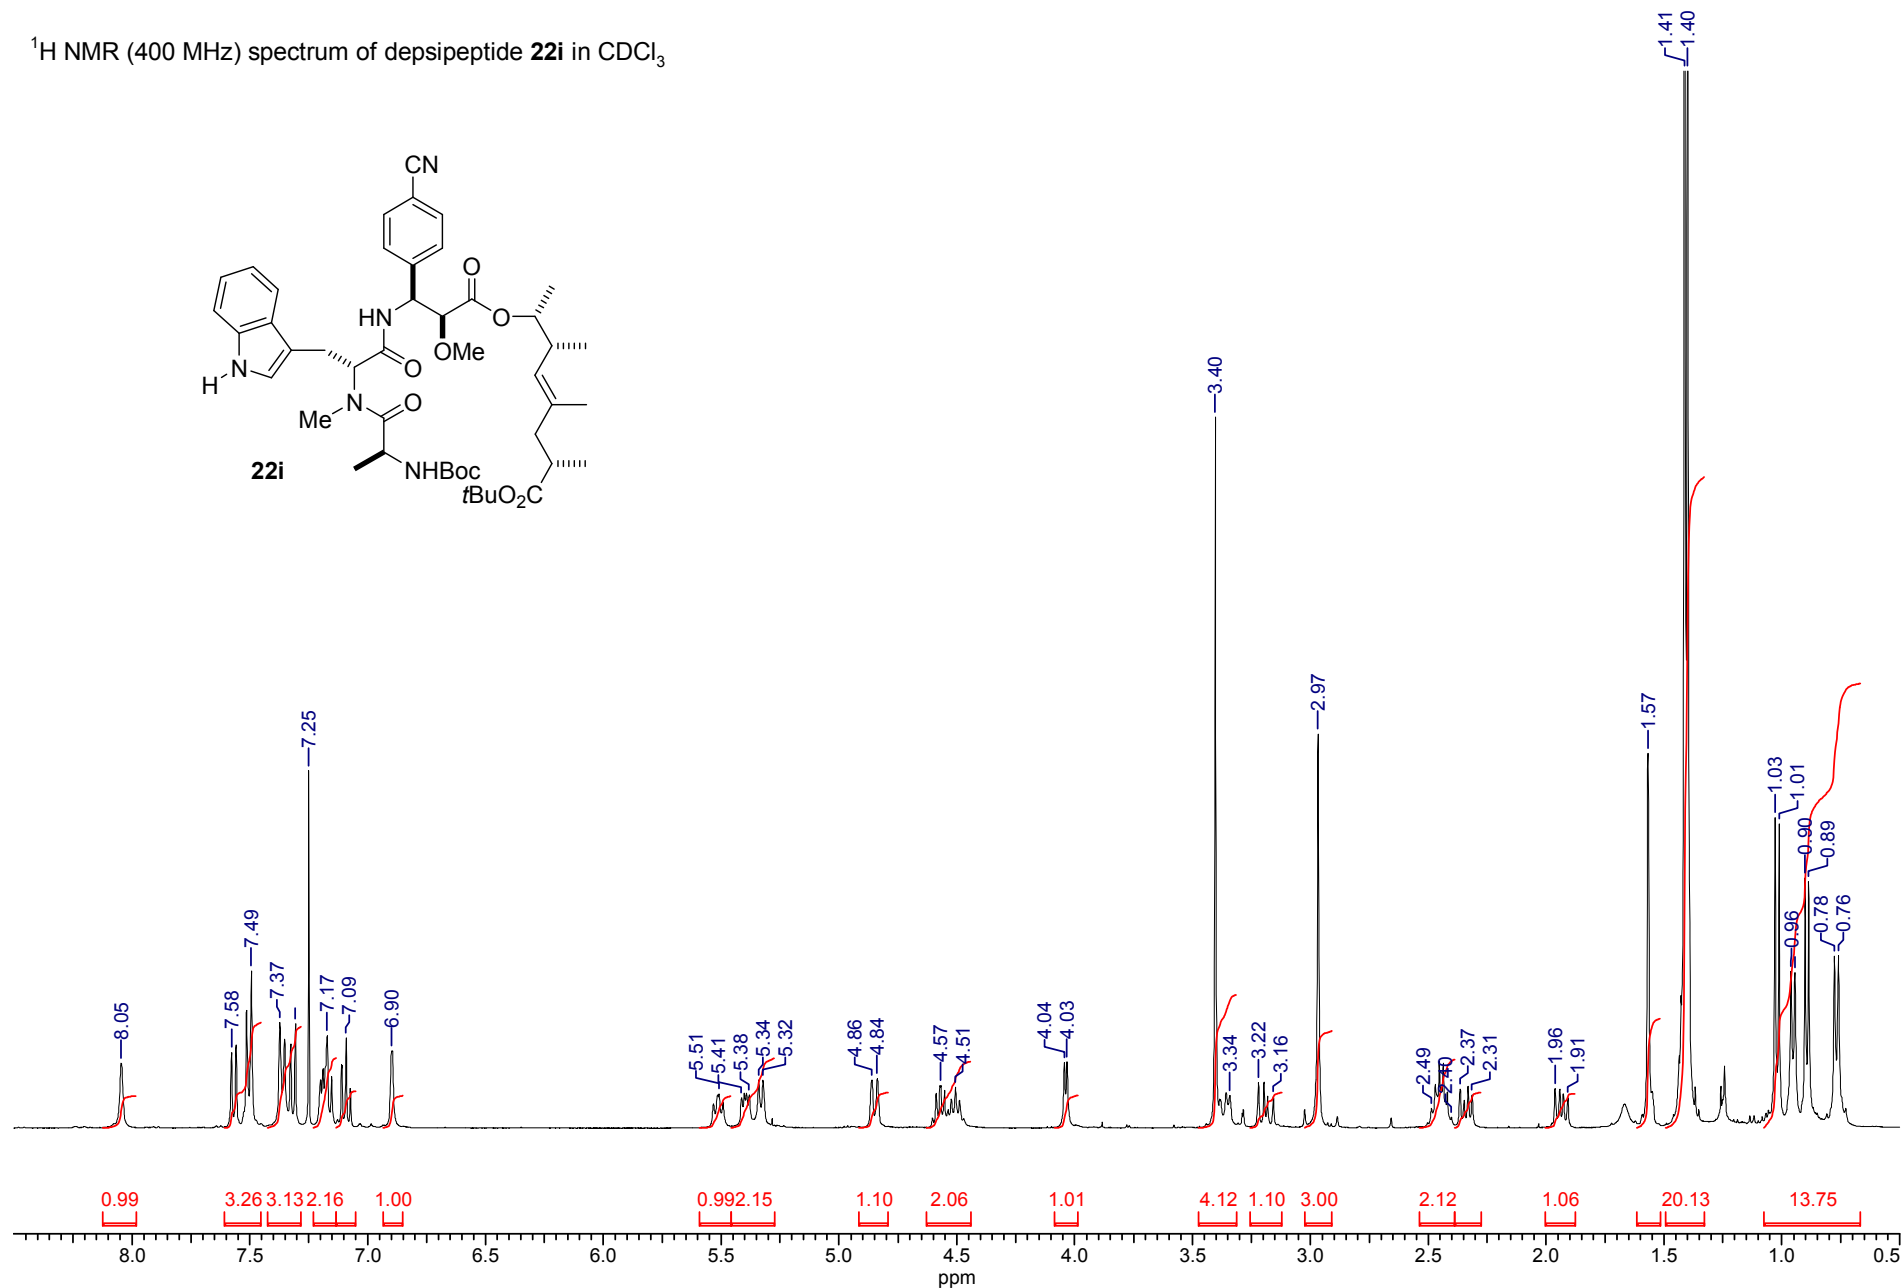 ¹H NMR (400 MHz) spectrum of depsipeptide 22i in CDCl₃
1.41
1.40
CN
O
HN
O
OMe
O
H
N
N
O
Me
NHBoc
tBuO₂C
22i
3.40
2.97
7.25
1.57
1.03
1.01
0.90
0.89
0.96
0.78
0.76
7.49
7.37
7.58
7.17
7.09
8.05
6.90
5.51
5.41
5.38
5.34
5.32
4.86
4.84
4.57
4.51
4.04
4.03
3.34
3.22
3.16
2.49
2.40
2.37
2.31
1.96
1.91
0.99 3.26 3.13 2.16 1.00 0.99 2.15 1.10 2.06 1.01 4.12 1.10 3.00 2.12 1.06 20.13 13.75
8.0 7.5 7.0 6.5 6.0 5.5 5.0 4.5 4.0 3.5 3.0 2.5 2.0 1.5 1.0 0.5
ppm